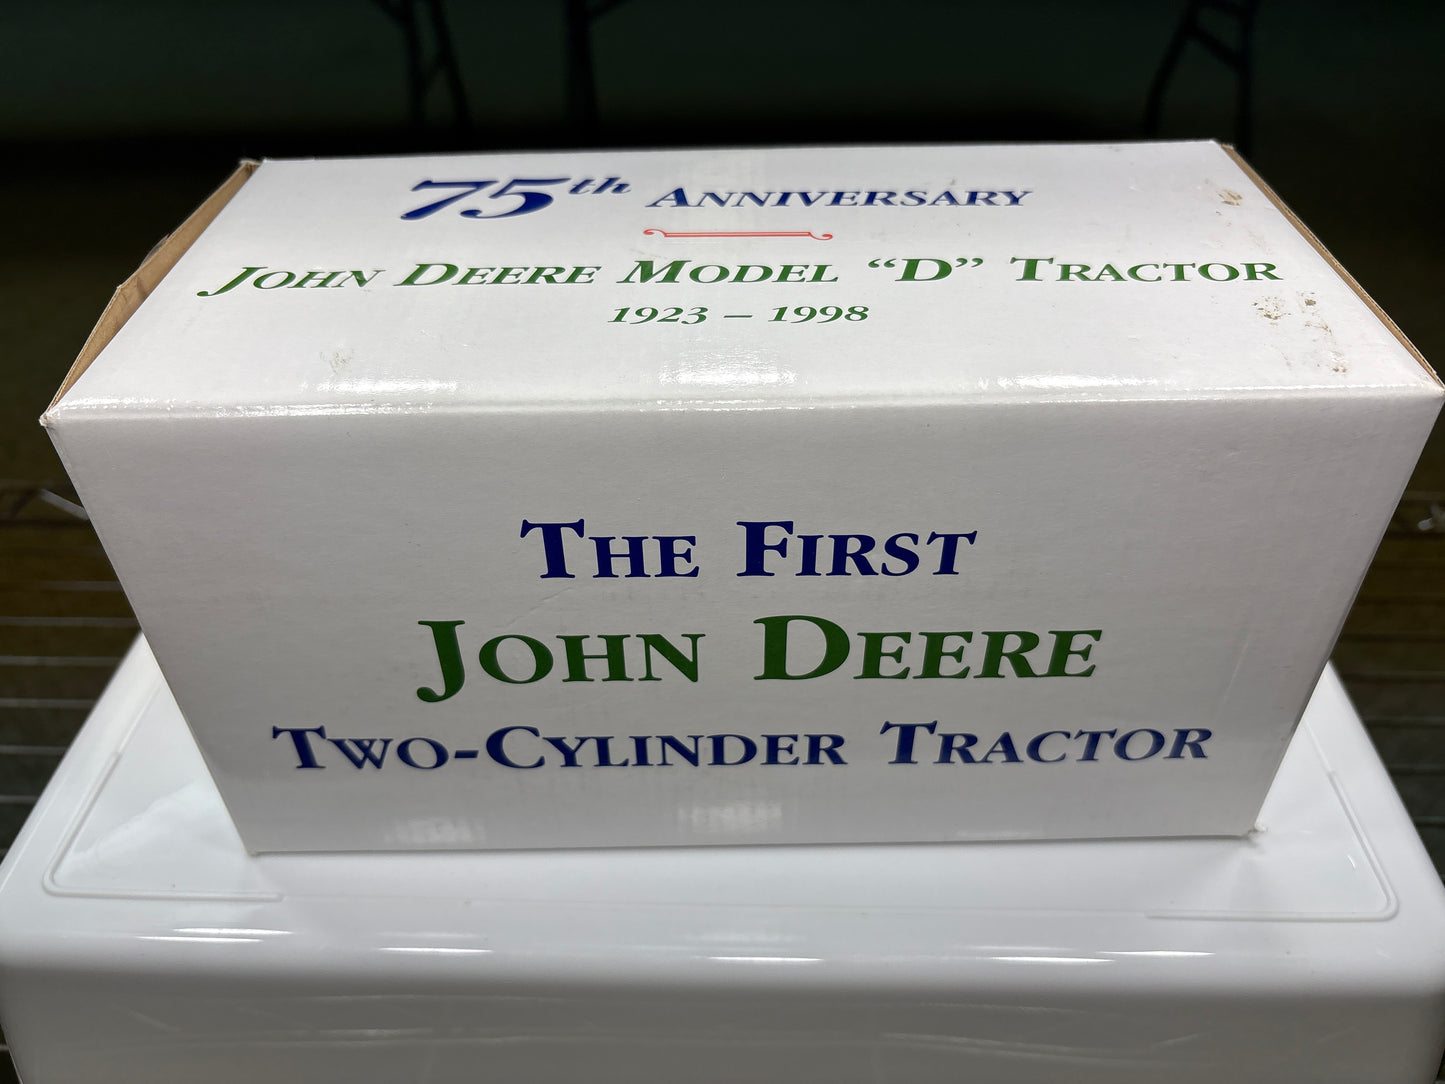 75th Anniversary
John Deere Model “D” Tractor
1923 – 1998
The First
John Deere
Two-Cylinder Tractor